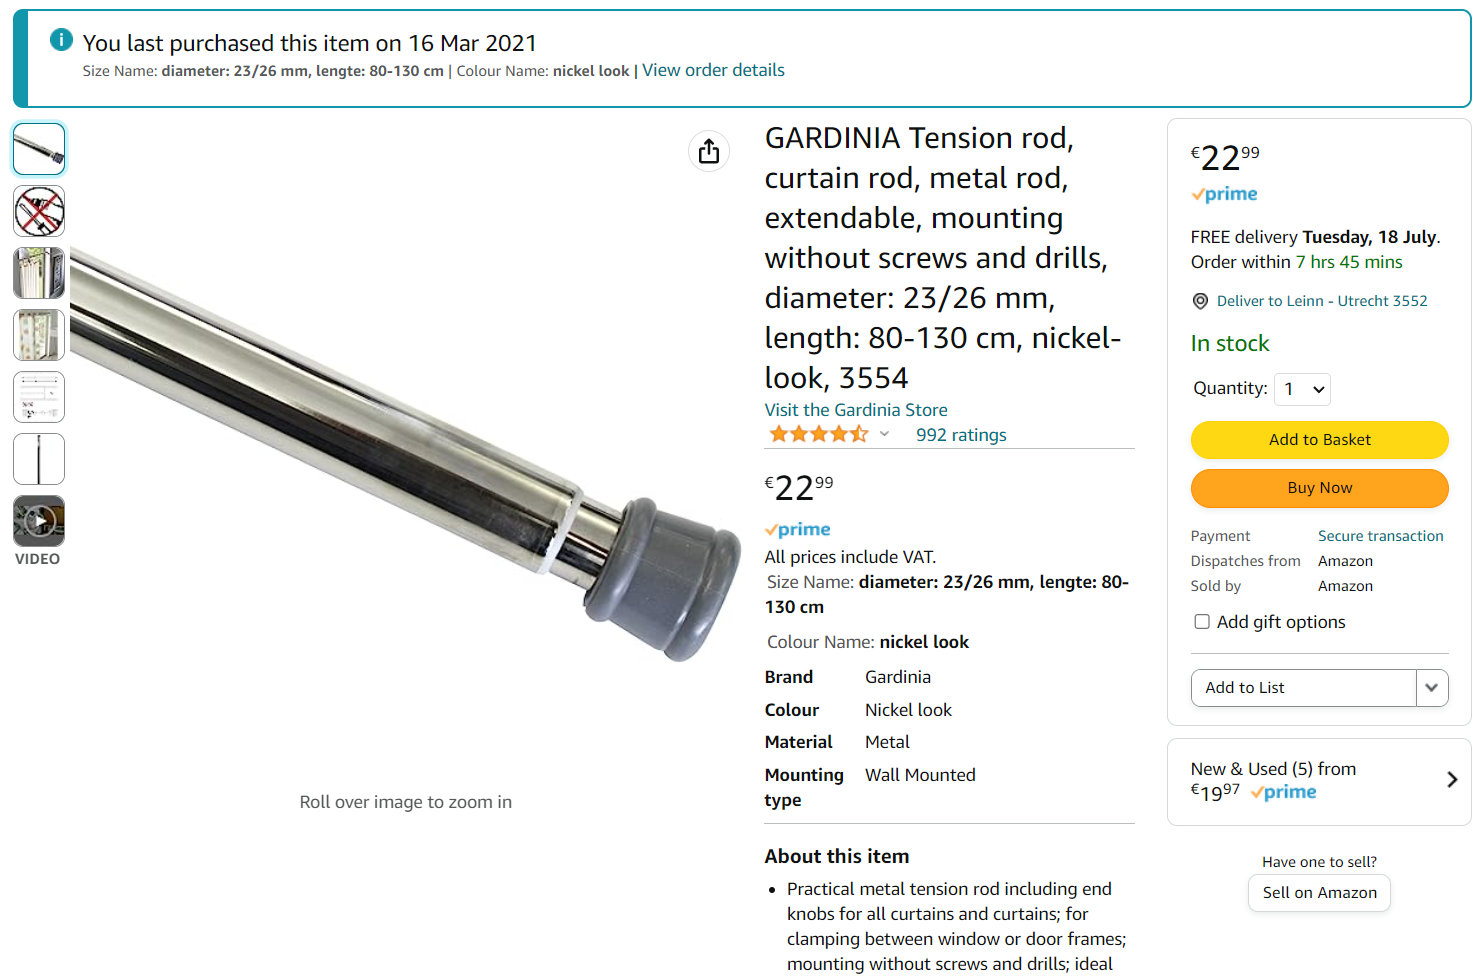 You last purchased this item on 16 Mar 2021
Size Name: diameter: 23/26 mm, lengte: 80-130 cm | Colour Name: nickel look | View order details
VIDEO
Roll over image to zoom in
GARDINIA Tension rod,
curtain rod, metal rod,
extendable, mounting
without screws and drills,
diameter: 23/26 mm,
length: 80-130 cm, nickel-
look, 3554
Visit the Gardinia Store
992 ratings
€2299
prime
All prices include VAT.
Size Name: diameter: 23/26 mm, lengte: 80-
130 cm
Colour Name: nickel look
Brand Gardinia
Colour Nickel look
Material Metal
Mounting Wall Mounted
type
About this item
• Practical metal tension rod including end
knobs for all curtains and curtains; for
clamping between window or door frames;
mounting without screws and drills; ideal
€2299
prime
FREE delivery Tuesday, 18 July.
Order within 7 hrs 45 mins
Deliver to Leinn - Utrecht 3552
In stock
Quantity: 1
Add to Basket
Buy Now
Payment Secure transaction
Dispatches from Amazon
Sold by Amazon
Add gift options
Add to List
New & Used (5) from
€1997 prime
Have one to sell?
Sell on Amazon